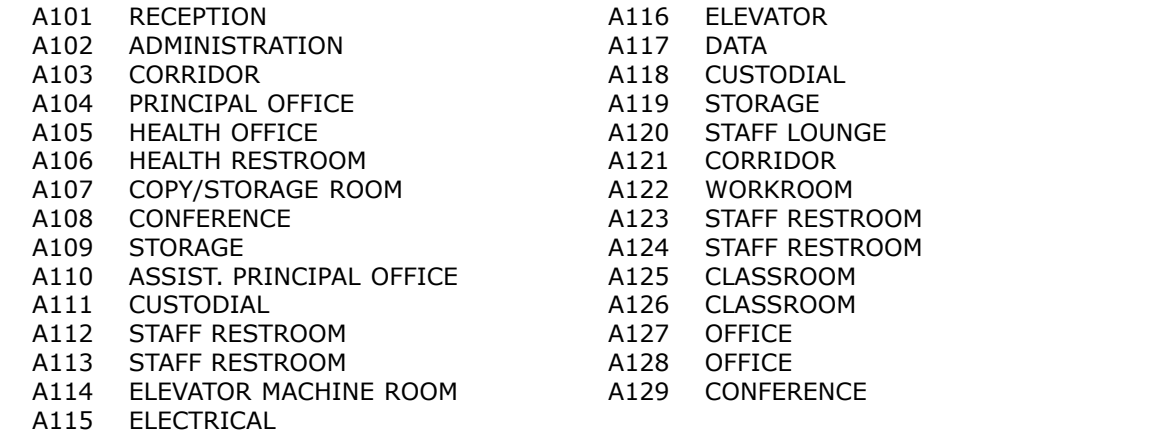 A101 RECEPTION
A102 ADMINISTRATION
A103 CORRIDOR
A104 PRINCIPAL OFFICE
A105 HEALTH OFFICE
A106 HEALTH RESTROOM
A107 COPY/STORAGE ROOM
A108 CONFERENCE
A109 STORAGE
A110 ASSIST. PRINCIPAL OFFICE
A111 CUSTODIAL
A112 STAFF RESTROOM
A113 STAFF RESTROOM
A114 ELEVATOR MACHINE ROOM
A115 ELECTRICAL
A116 ELEVATOR
A117 DATA
A118 CUSTODIAL
A119 STORAGE
A120 STAFF LOUNGE
A121 CORRIDOR
A122 WORKROOM
A123 STAFF RESTROOM
A124 STAFF RESTROOM
A125 CLASSROOM
A126 CLASSROOM
A127 OFFICE
A128 OFFICE
A129 CONFERENCE